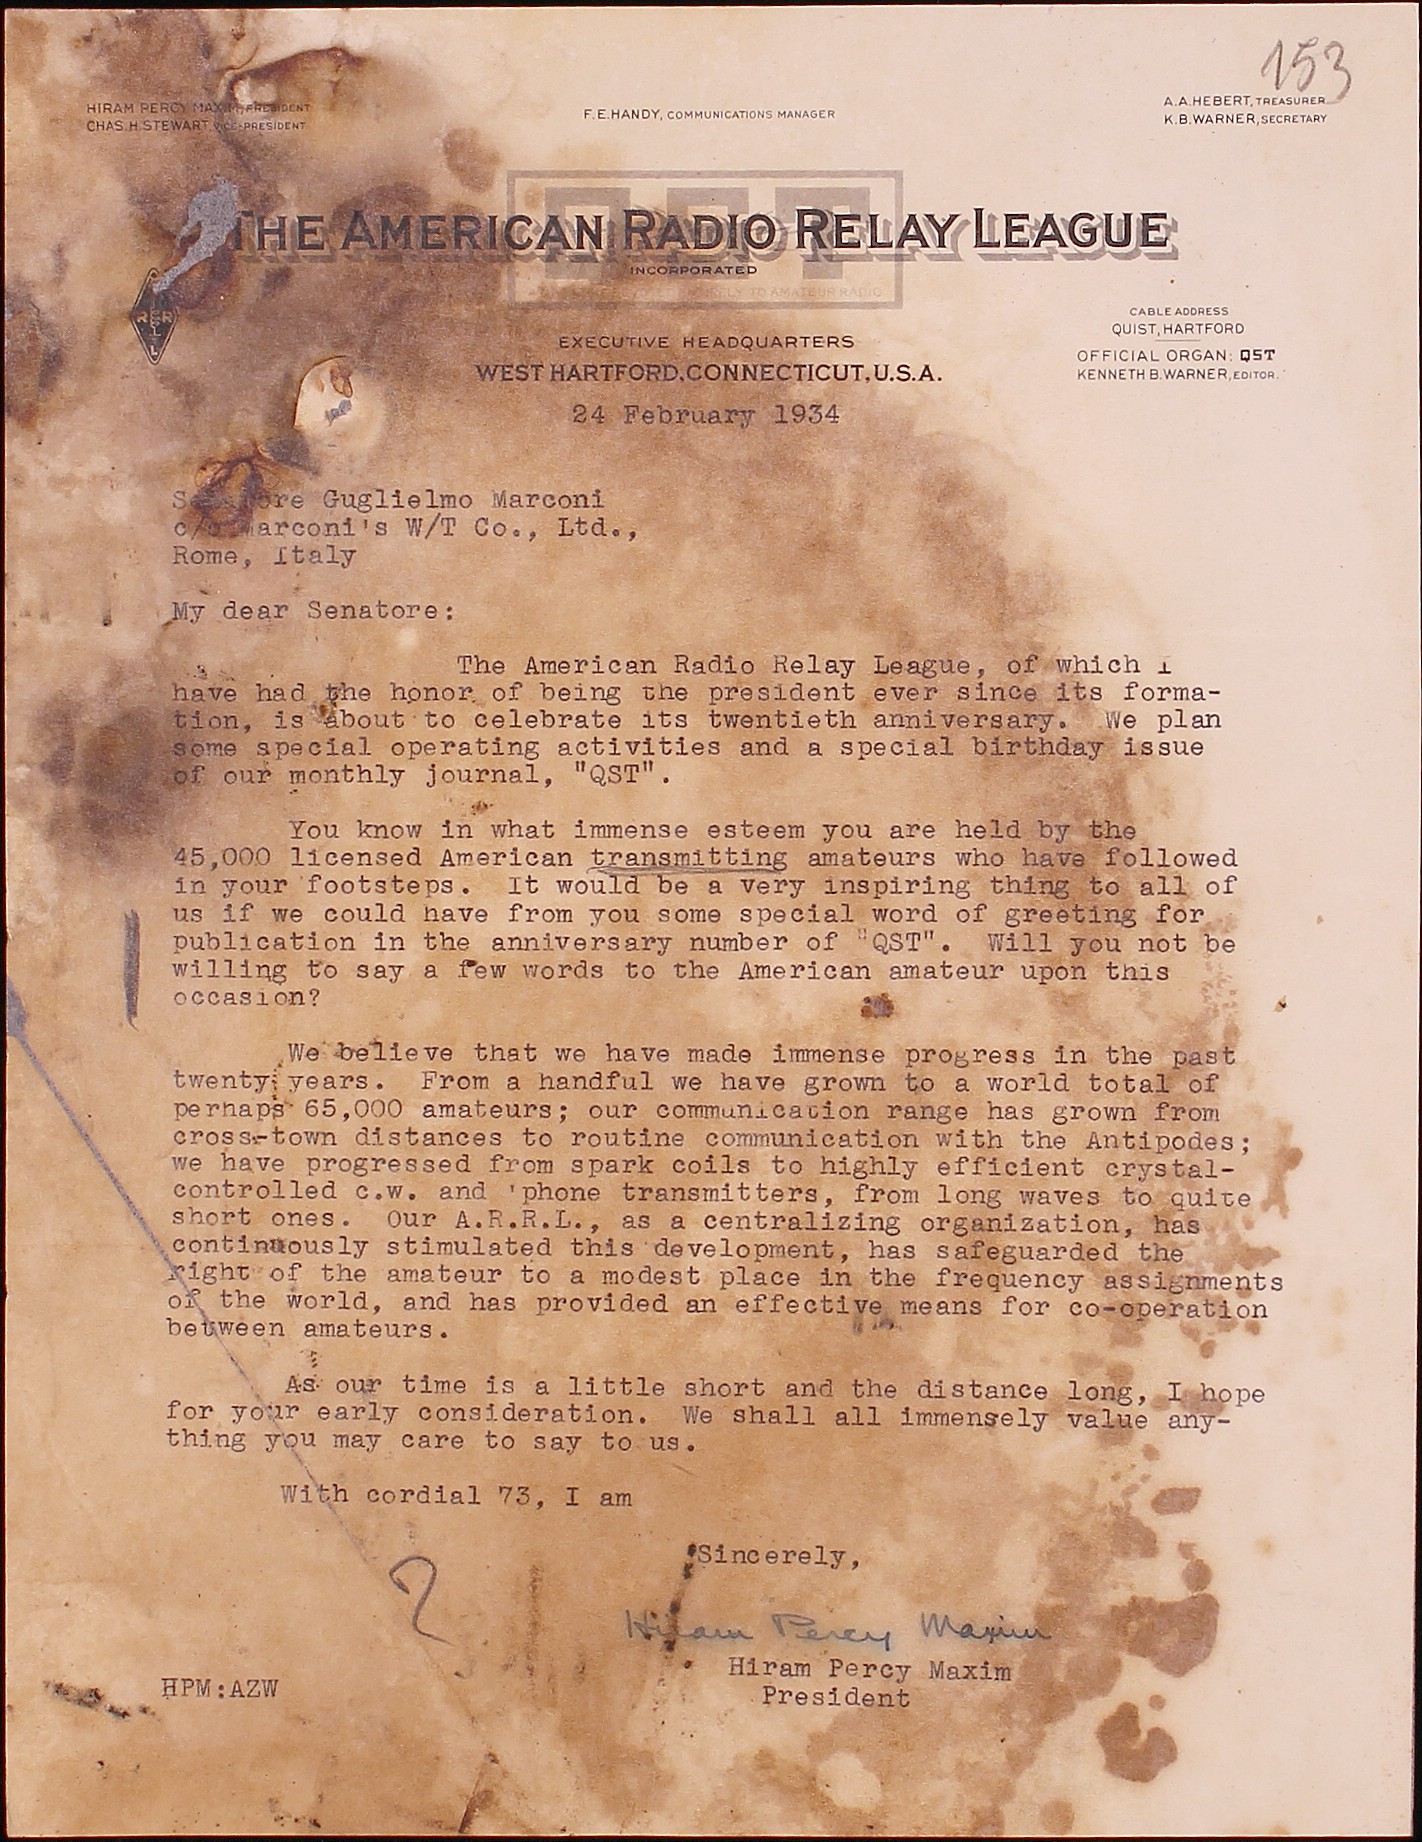 153
HIRAM PERCY MAXIM, PRESIDENT
CHAS. H. STEWART, VICE-PRESIDENT
F. E. HANDY, COMMUNICATIONS MANAGER
A. A. HEBERT, TREASURER
K. B. WARNER, SECRETARY
THE AMERICAN RADIO RELAY LEAGUE
INCORPORATED
QST
ENTIRELY TO AMATEUR RADIO
ARRL
EXECUTIVE HEADQUARTERS
WEST HARTFORD, CONNECTICUT, U.S.A.
CABLE ADDRESS
QUIST, HARTFORD
OFFICIAL ORGAN: QST
KENNETH B. WARNER, EDITOR.
24 February 1934
Senatore Guglielmo Marconi
c/o Marconi's W/T Co., Ltd.,
Rome, Italy
My dear Senatore:
The American Radio Relay League, of which I
have had the honor of being the president ever since its forma-
tion, is about to celebrate its twentieth anniversary. We plan
some special operating activities and a special birthday issue
of our monthly journal, "QST".
You know in what immense esteem you are held by the
45,000 licensed American transmitting amateurs who have followed
in your footsteps. It would be a very inspiring thing to all of
us if we could have from you some special word of greeting for
publication in the anniversary number of "QST". Will you not be
willing to say a few words to the American amateur upon this
occasion?
We believe that we have made immense progress in the past
twenty years. From a handful we have grown to a world total of
perhaps 65,000 amateurs; our communication range has grown from
cross-town distances to routine communication with the Antipodes;
we have progressed from spark coils to highly efficient crystal-
controlled c.w. and 'phone transmitters, from long waves to quite
short ones. Our A.R.R.L., as a centralizing organization, has
continuously stimulated this development, has safeguarded the
right of the amateur to a modest place in the frequency assignments
of the world, and has provided an effective means for co-operation
between amateurs.
As our time is a little short and the distance long, I hope
for your early consideration. We shall all immensely value any-
thing you may care to say to us.
With cordial 73, I am
Sincerely,
Hiram Percy Maxim
Hiram Percy Maxim
President
HPM:AZW